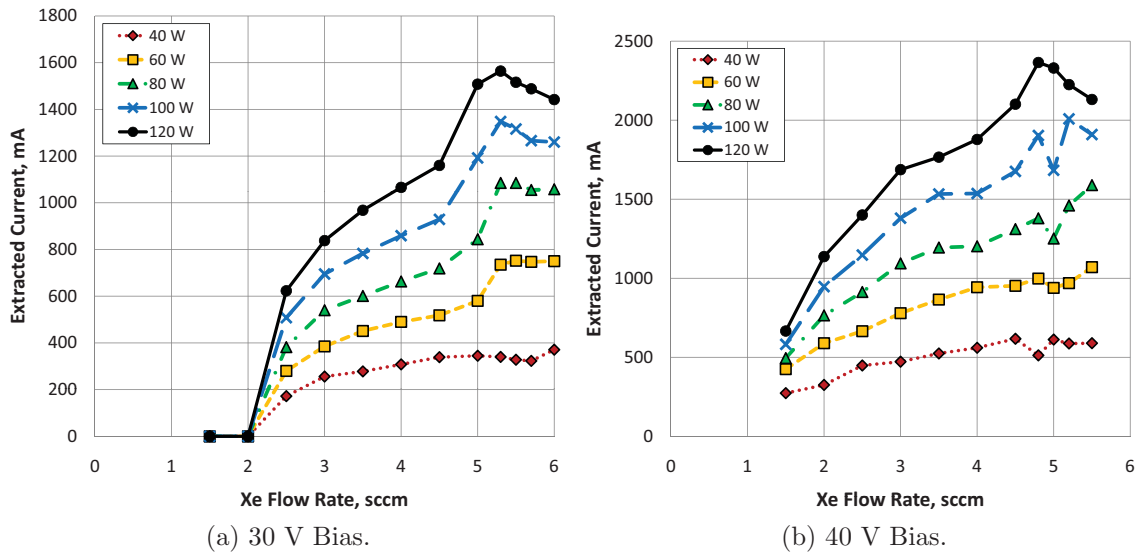 1800
1600
1400
1200
1000
800
600
400
200
0
Extracted Current, mA
40 W
60 W
80 W
100 W
120 W
0 1 2 3 4 5 6
Xe Flow Rate, sccm
(a) 30 V Bias.
2500
2000
1500
1000
500
0
Extracted Current, mA
40 W
60 W
80 W
100 W
120 W
0 1 2 3 4 5 6
Xe Flow Rate, sccm
(b) 40 V Bias.